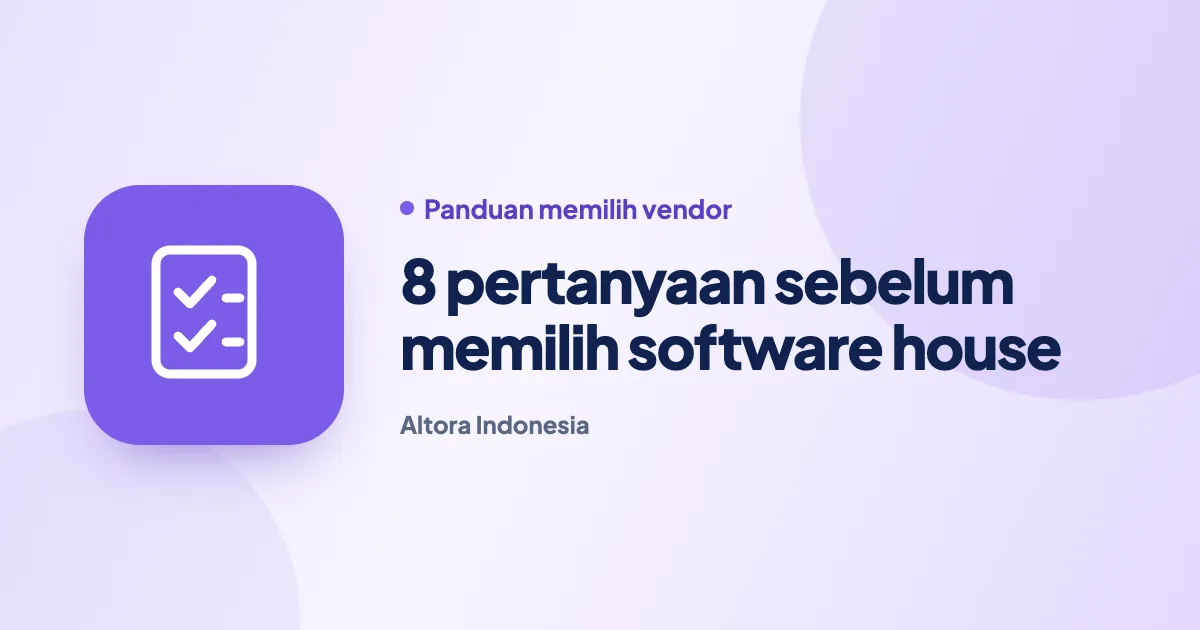 Panduan memilih vendor
8 pertanyaan sebelum
memilih software house
Altora Indonesia